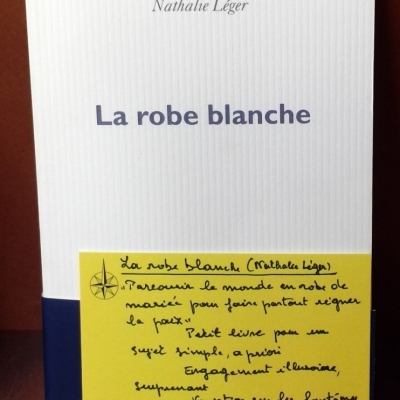 Nathalie Léger
La robe blanche
La robe blanche (Nathalie Léger)
"Parcourir le monde en robe de
mariée pour faire partout régner
la paix"
Petit livre pour un
sujet simple, a priori
Engagement illusoire,
surprenant